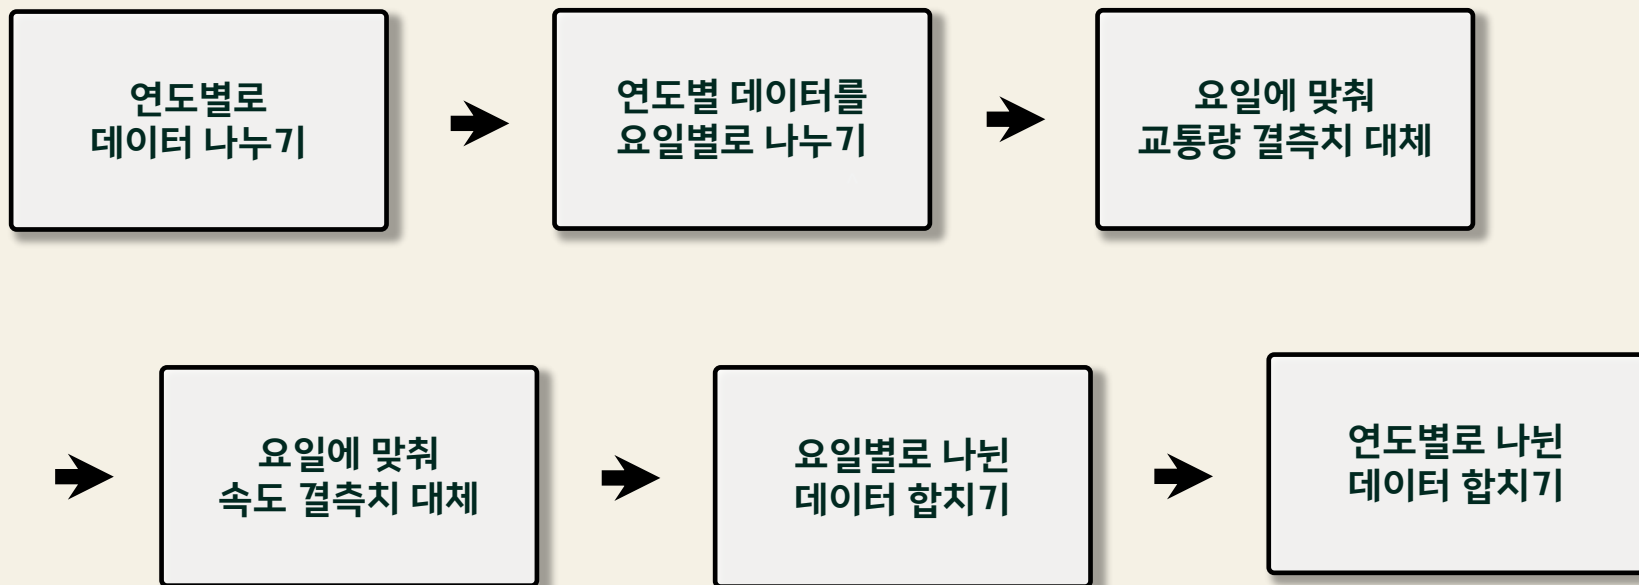 연도별로
데이터 나누기
연도별 데이터를
요일별로 나누기
요일에 맞춰
교통량 결측치 대체
요일에 맞춰
속도 결측치 대체
요일별로 나뉜
데이터 합치기
연도별로 나뉜
데이터 합치기